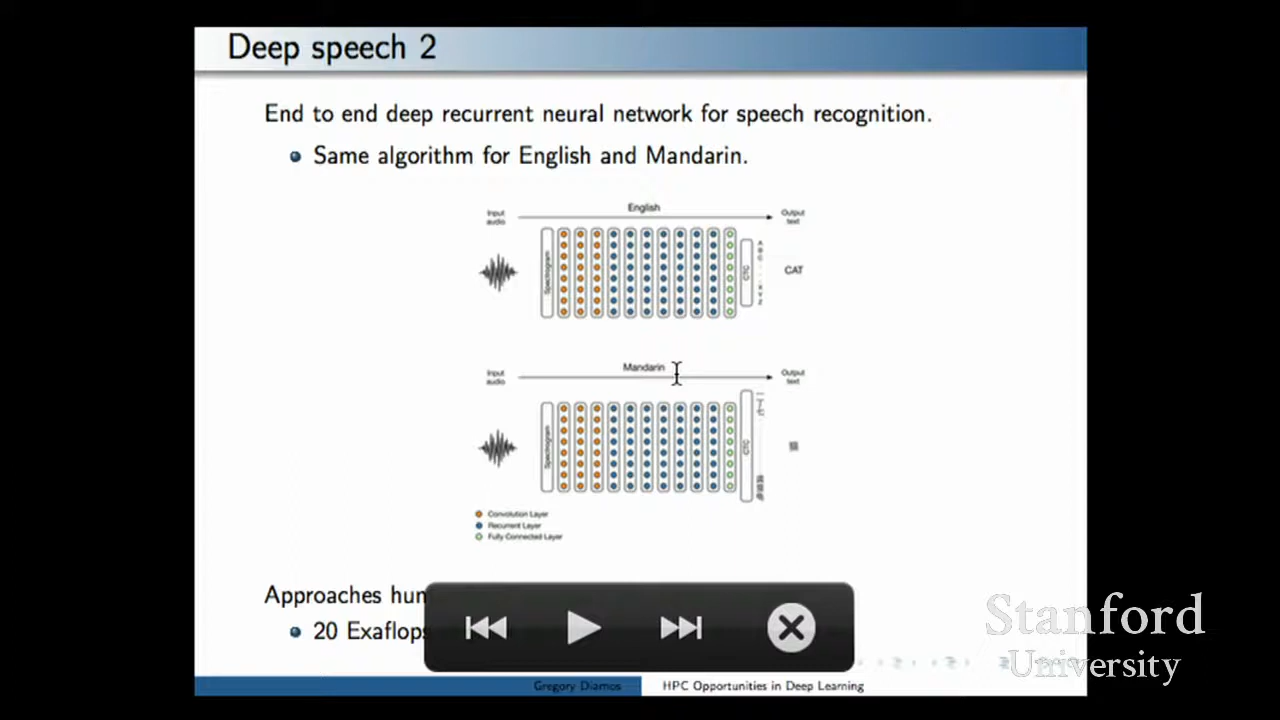 Deep speech 2
End to end deep recurrent neural network for speech recognition.
Same algorithm for English and Mandarin.
English
Input audio
Output text
Spectrogram
CTC
A B C
X Y Z
CAT
Mandarin
Input audio
Output text
Spectrogram
CTC
Convolution Layer
Recurrent Layer
Fully Connected Layer
Approaches hum
20 Exaflops
Stanford
University
Gregory Diamos
HPC Opportunities in Deep Learning